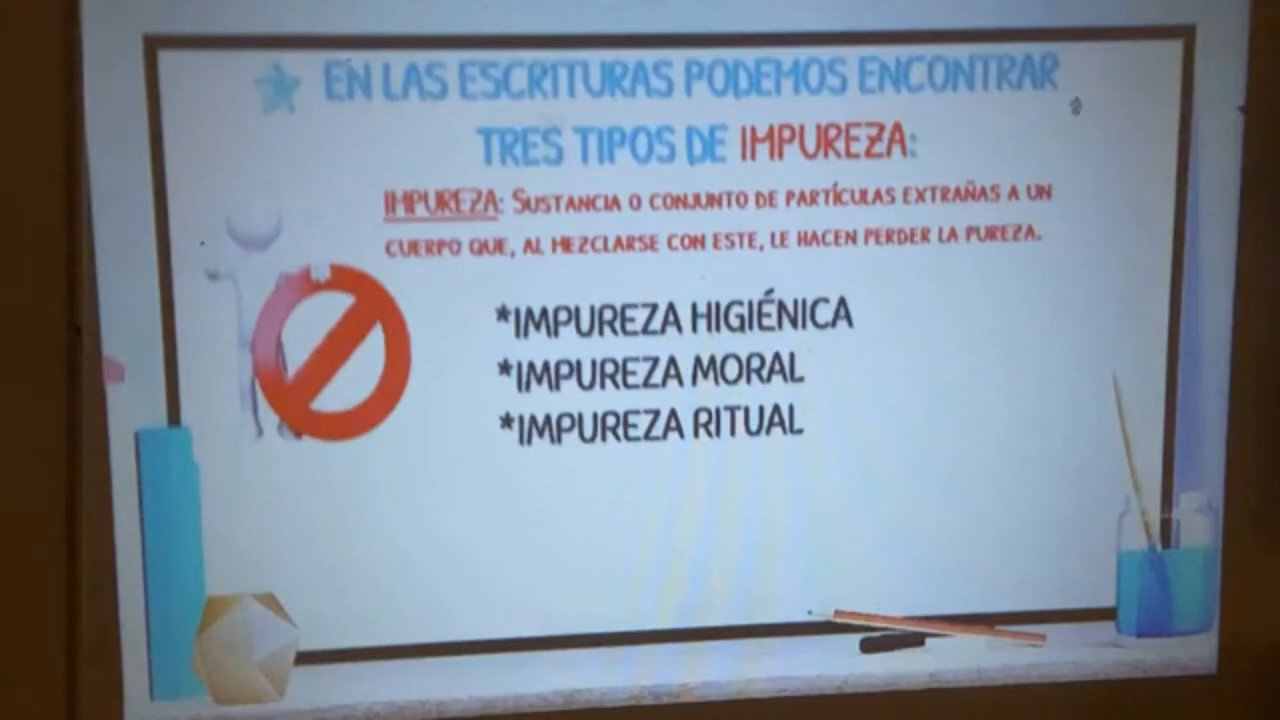 EN LAS ESCRITURAS PODEMOS ENCONTRAR
TRES TIPOS DE IMPUREZA:
IMPUREZA: SUSTANCIA O CONJUNTO DE PARTÍCULAS EXTRAÑAS A UN
CUERPO QUE, AL MEZCLARSE CON ESTE, LE HACEN PERDER LA PUREZA.
*IMPUREZA HIGIÉNICA
*IMPUREZA MORAL
*IMPUREZA RITUAL